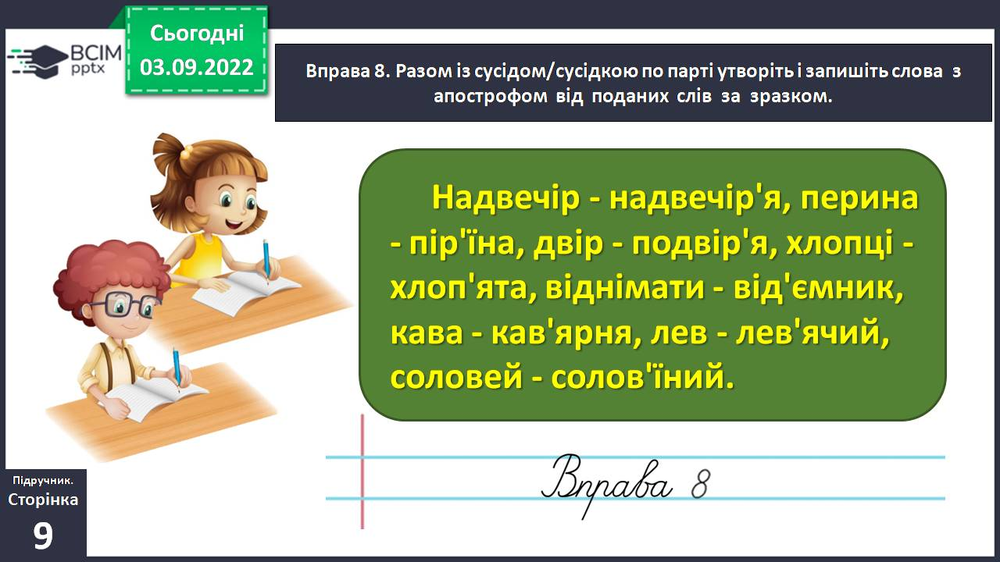 Сьогодні
03.09.2022
ВСІМ
pptx
Вправа 8. Разом із сусідом/сусідкою по парті утворіть і запишіть слова з
апострофом від поданих слів за зразком.
Надвечір - надвечір'я, перина
- пір'їна, двір - подвір'я, хлопці -
хлоп'ята, віднімати - від'ємник,
кава - кав'ярня, лев - лев'ячий,
соловей - солов'їний.
Вправа 8
Підручник.
Сторінка
9